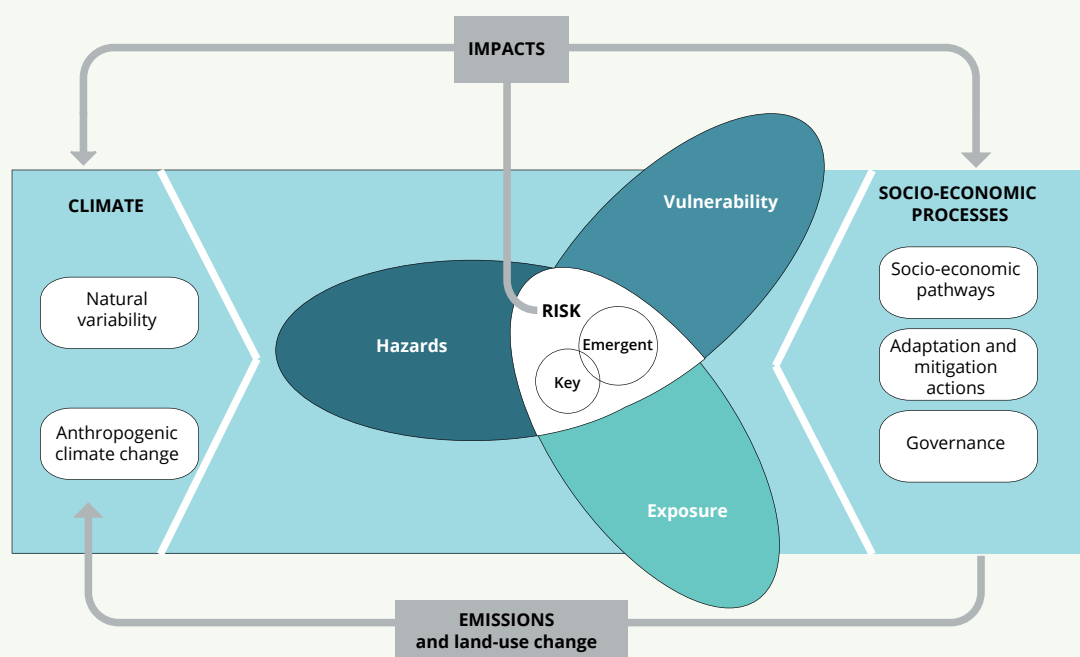 IMPACTS
CLIMATE
Natural
variability
Anthropogenic
climate change
Hazards
Vulnerability
RISK
Emergent
Key
Exposure
SOCIO-ECONOMIC
PROCESSES
Socio-economic
pathways
Adaptation and
mitigation
actions
Governance
EMISSIONS
and land-use change